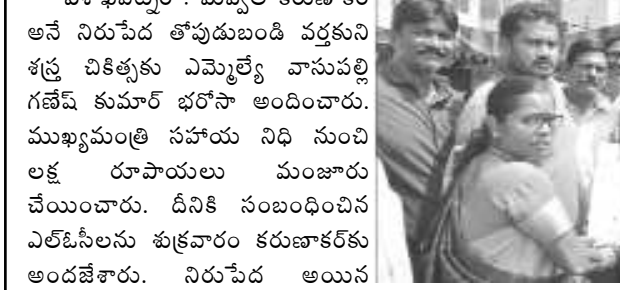 అనే నిరుపేద తోపుడుబండి వర్తకుని
శస్త్ర చికిత్సకు ఎమ్మెల్యే వాసుపల్లి
గణేష్ కుమార్ భరోసా అందించారు.
ముఖ్యమంత్రి సహాయ నిధి నుంచి
లక్ష రూపాయలు మంజూరు
చేయించారు. దీనికి సంబంధించిన
ఎల్ఓసీలను శుక్రవారం కరుణాకర్‌కు
అందజేశారు. నిరుపేద అయిన